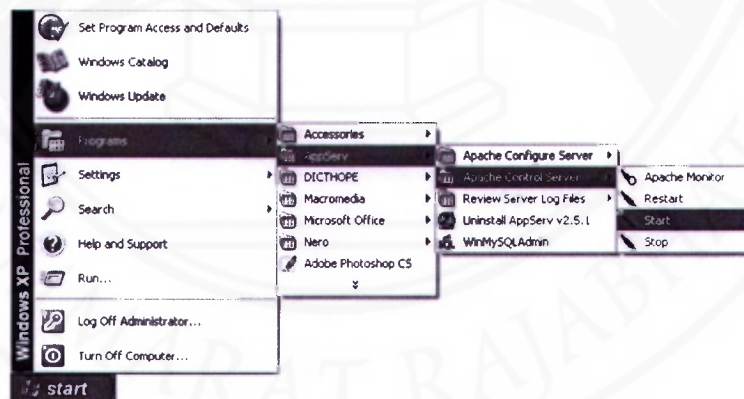 Set Program Access and Defaults
Windows Catalog
Windows Update
Programs
Settings
Search
Help and Support
Run...
Log Off Administrator...
Turn Off Computer...
Windows XP Professional
start
Accessories
AppServ
DICTHOPE
Macromedia
Microsoft Office
Nero
Adobe Photoshop CS
Apache Configure Server
Apache Control Server
Review Server Log Files
Uninstall AppServ v2.5.1
WinMySQLAdmin
Apache Monitor
Restart
Start
Stop